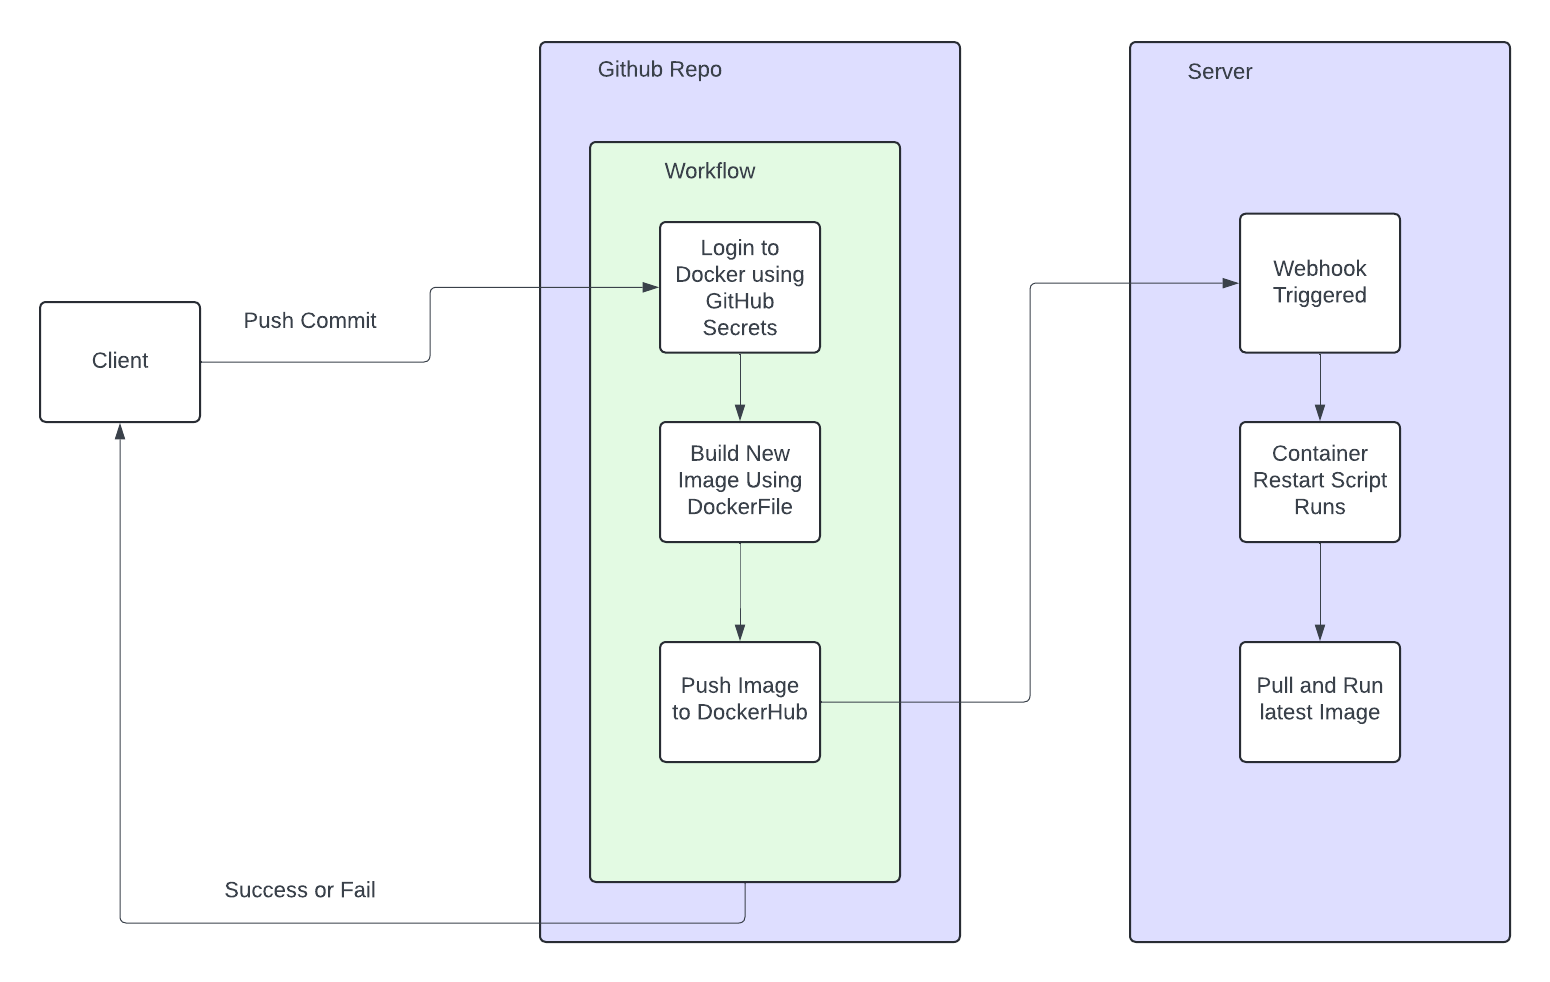 Github Repo
Server
Workflow
Login to
Docker using
GitHub
Secrets
Webhook
Triggered
Push Commit
Client
Build New
Image Using
DockerFile
Container
Restart Script
Runs
Push Image
to DockerHub
Pull and Run
latest Image
Success or Fail